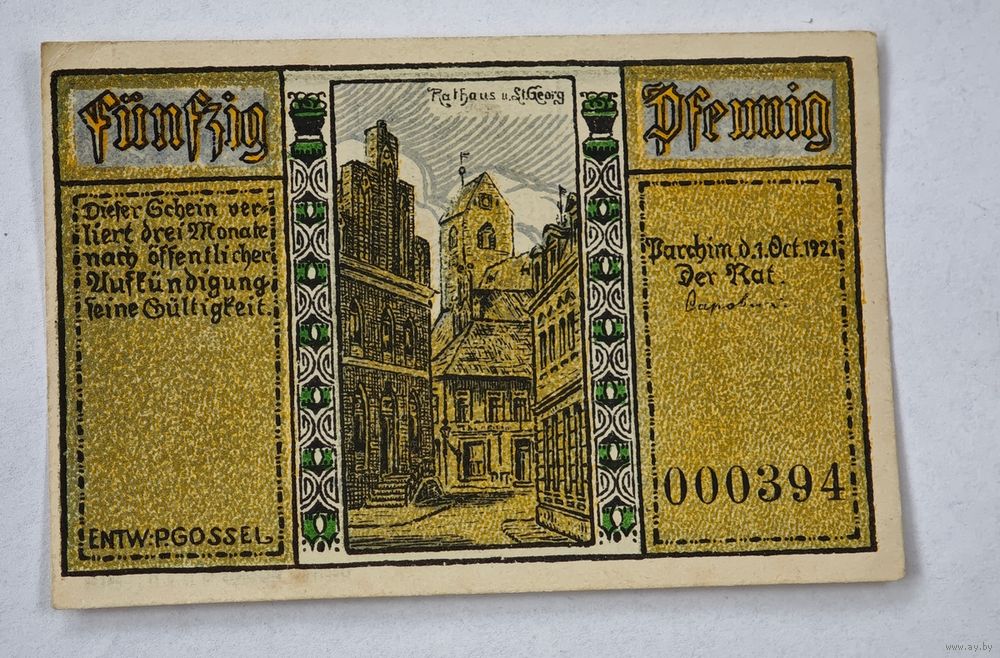 Fünfzig
Rathaus u. St. Georg
Pfennig
Dieser Schein ver-
liert drei Monate
nach öffentlicher
Aufkündigung
seine Gültigkeit.
Parchim d. 1. Oct. 1921
Der Rat.
000394
ENTW: P. GOSSEL
www.ay.by